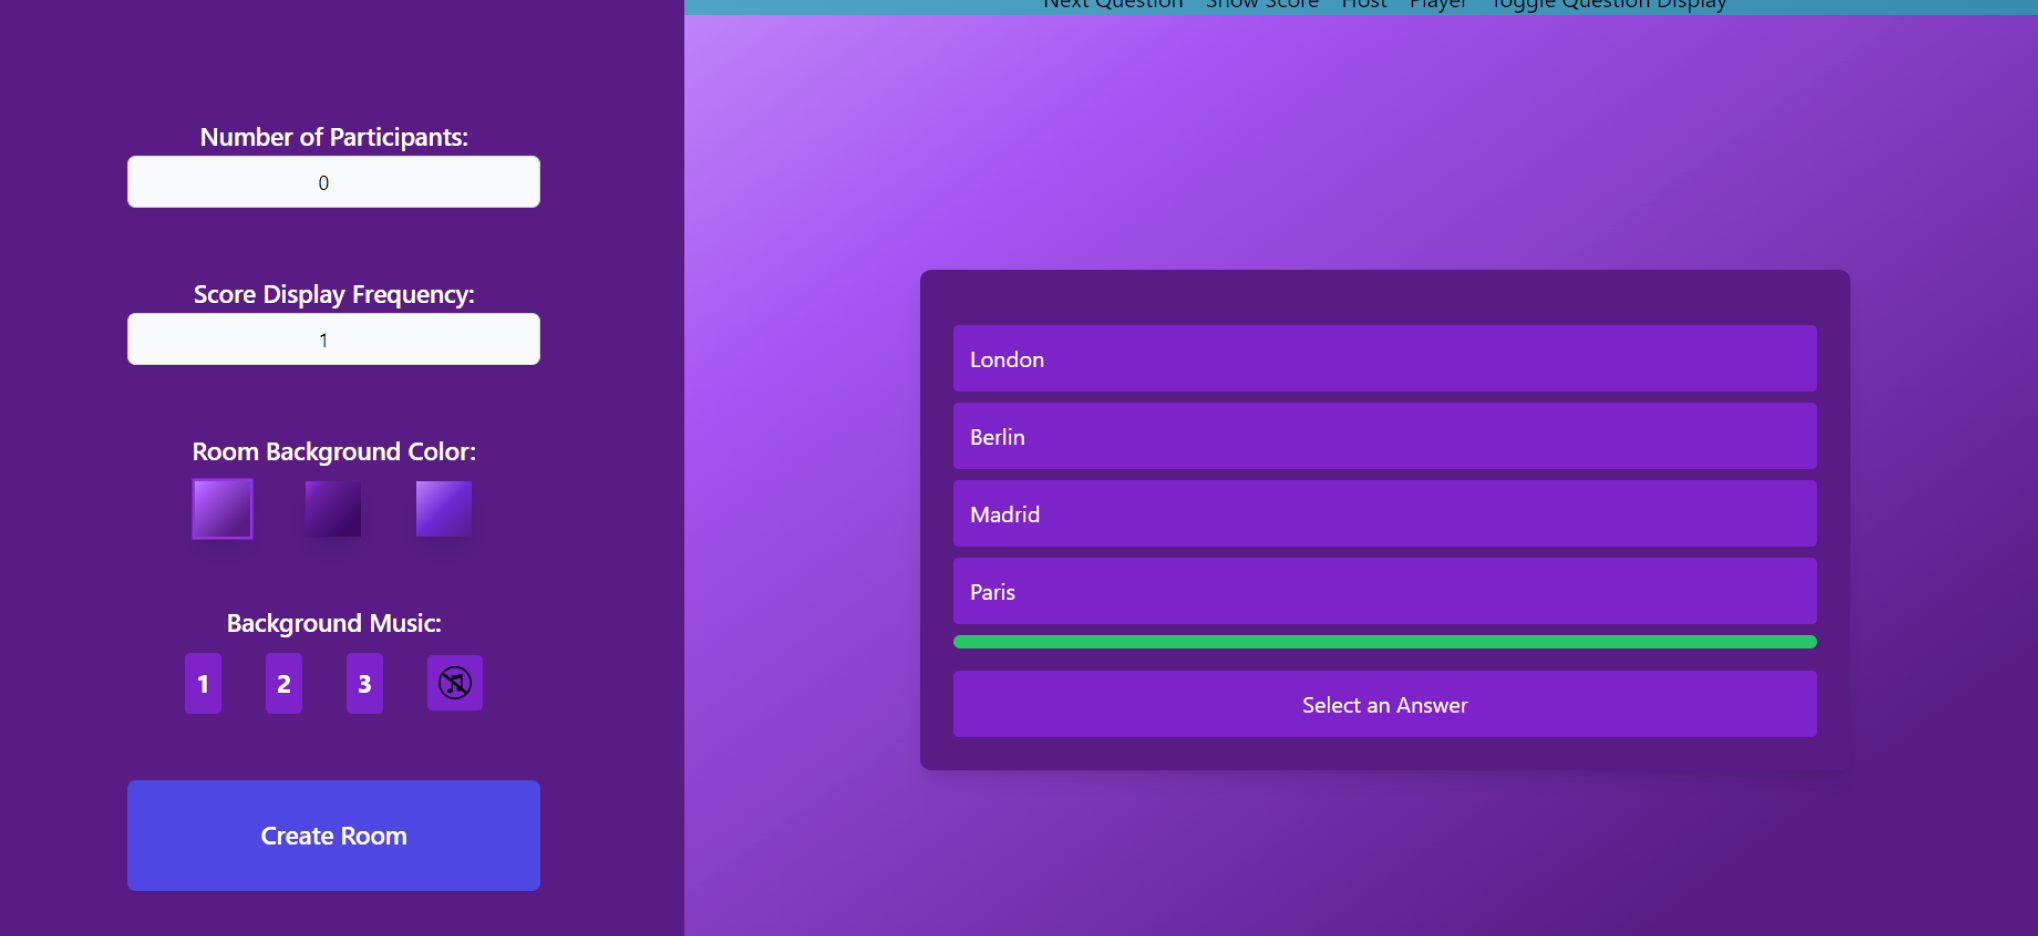 Next Question Show Score Host Player Toggle Question Display
Number of Participants:
0
Score Display Frequency:
1
Room Background Color:
Background Music:
1 2 3
Create Room
London
Berlin
Madrid
Paris
Select an Answer